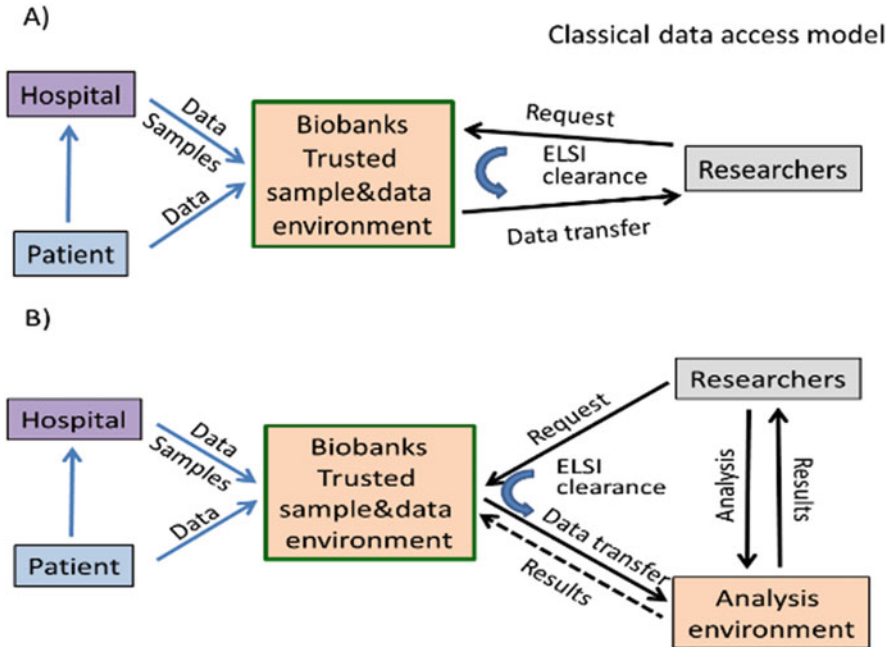 A)
Classical data access model
Hospital
Data
Samples
Data
Patient
Biobanks
Trusted
sample&data
environment
Request
ELSI
clearance
Data transfer
Researchers
B)
Hospital
Data
Samples
Data
Patient
Biobanks
Trusted
sample&data
environment
Request
ELSI
clearance
Data transfer
Results
Researchers
Analysis
Results
Analysis
environment